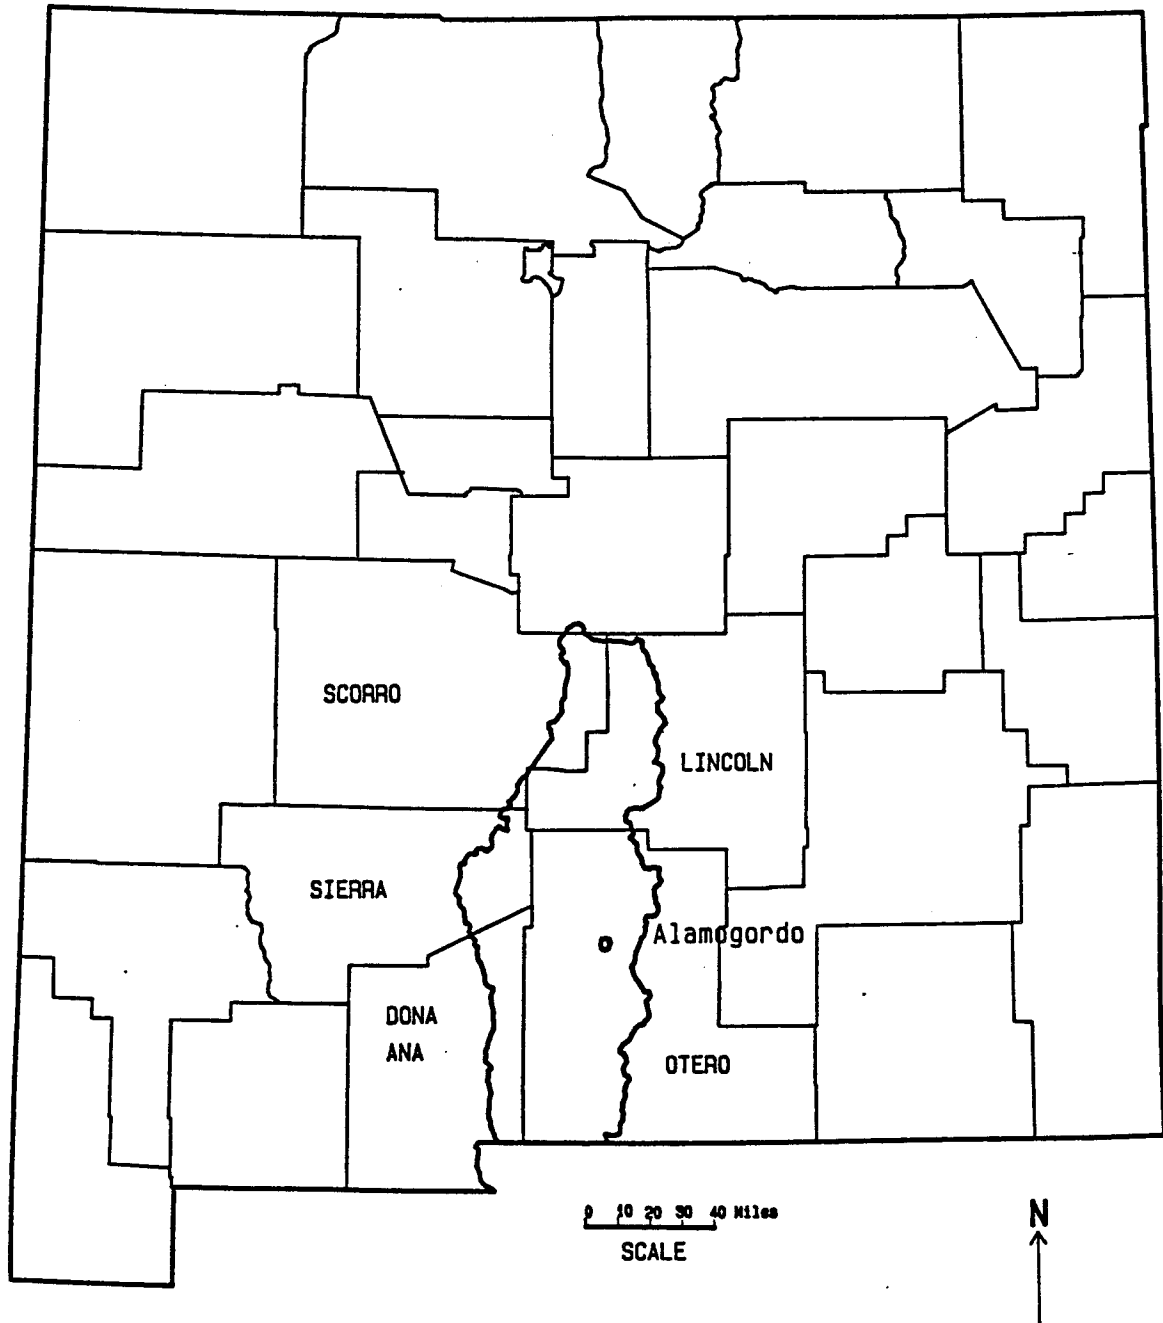 SCORRO
LINCOLN
SIERRA
Alamogordo
DONA
ANA
OTERO
0 10 20 30 40 Miles
SCALE
N